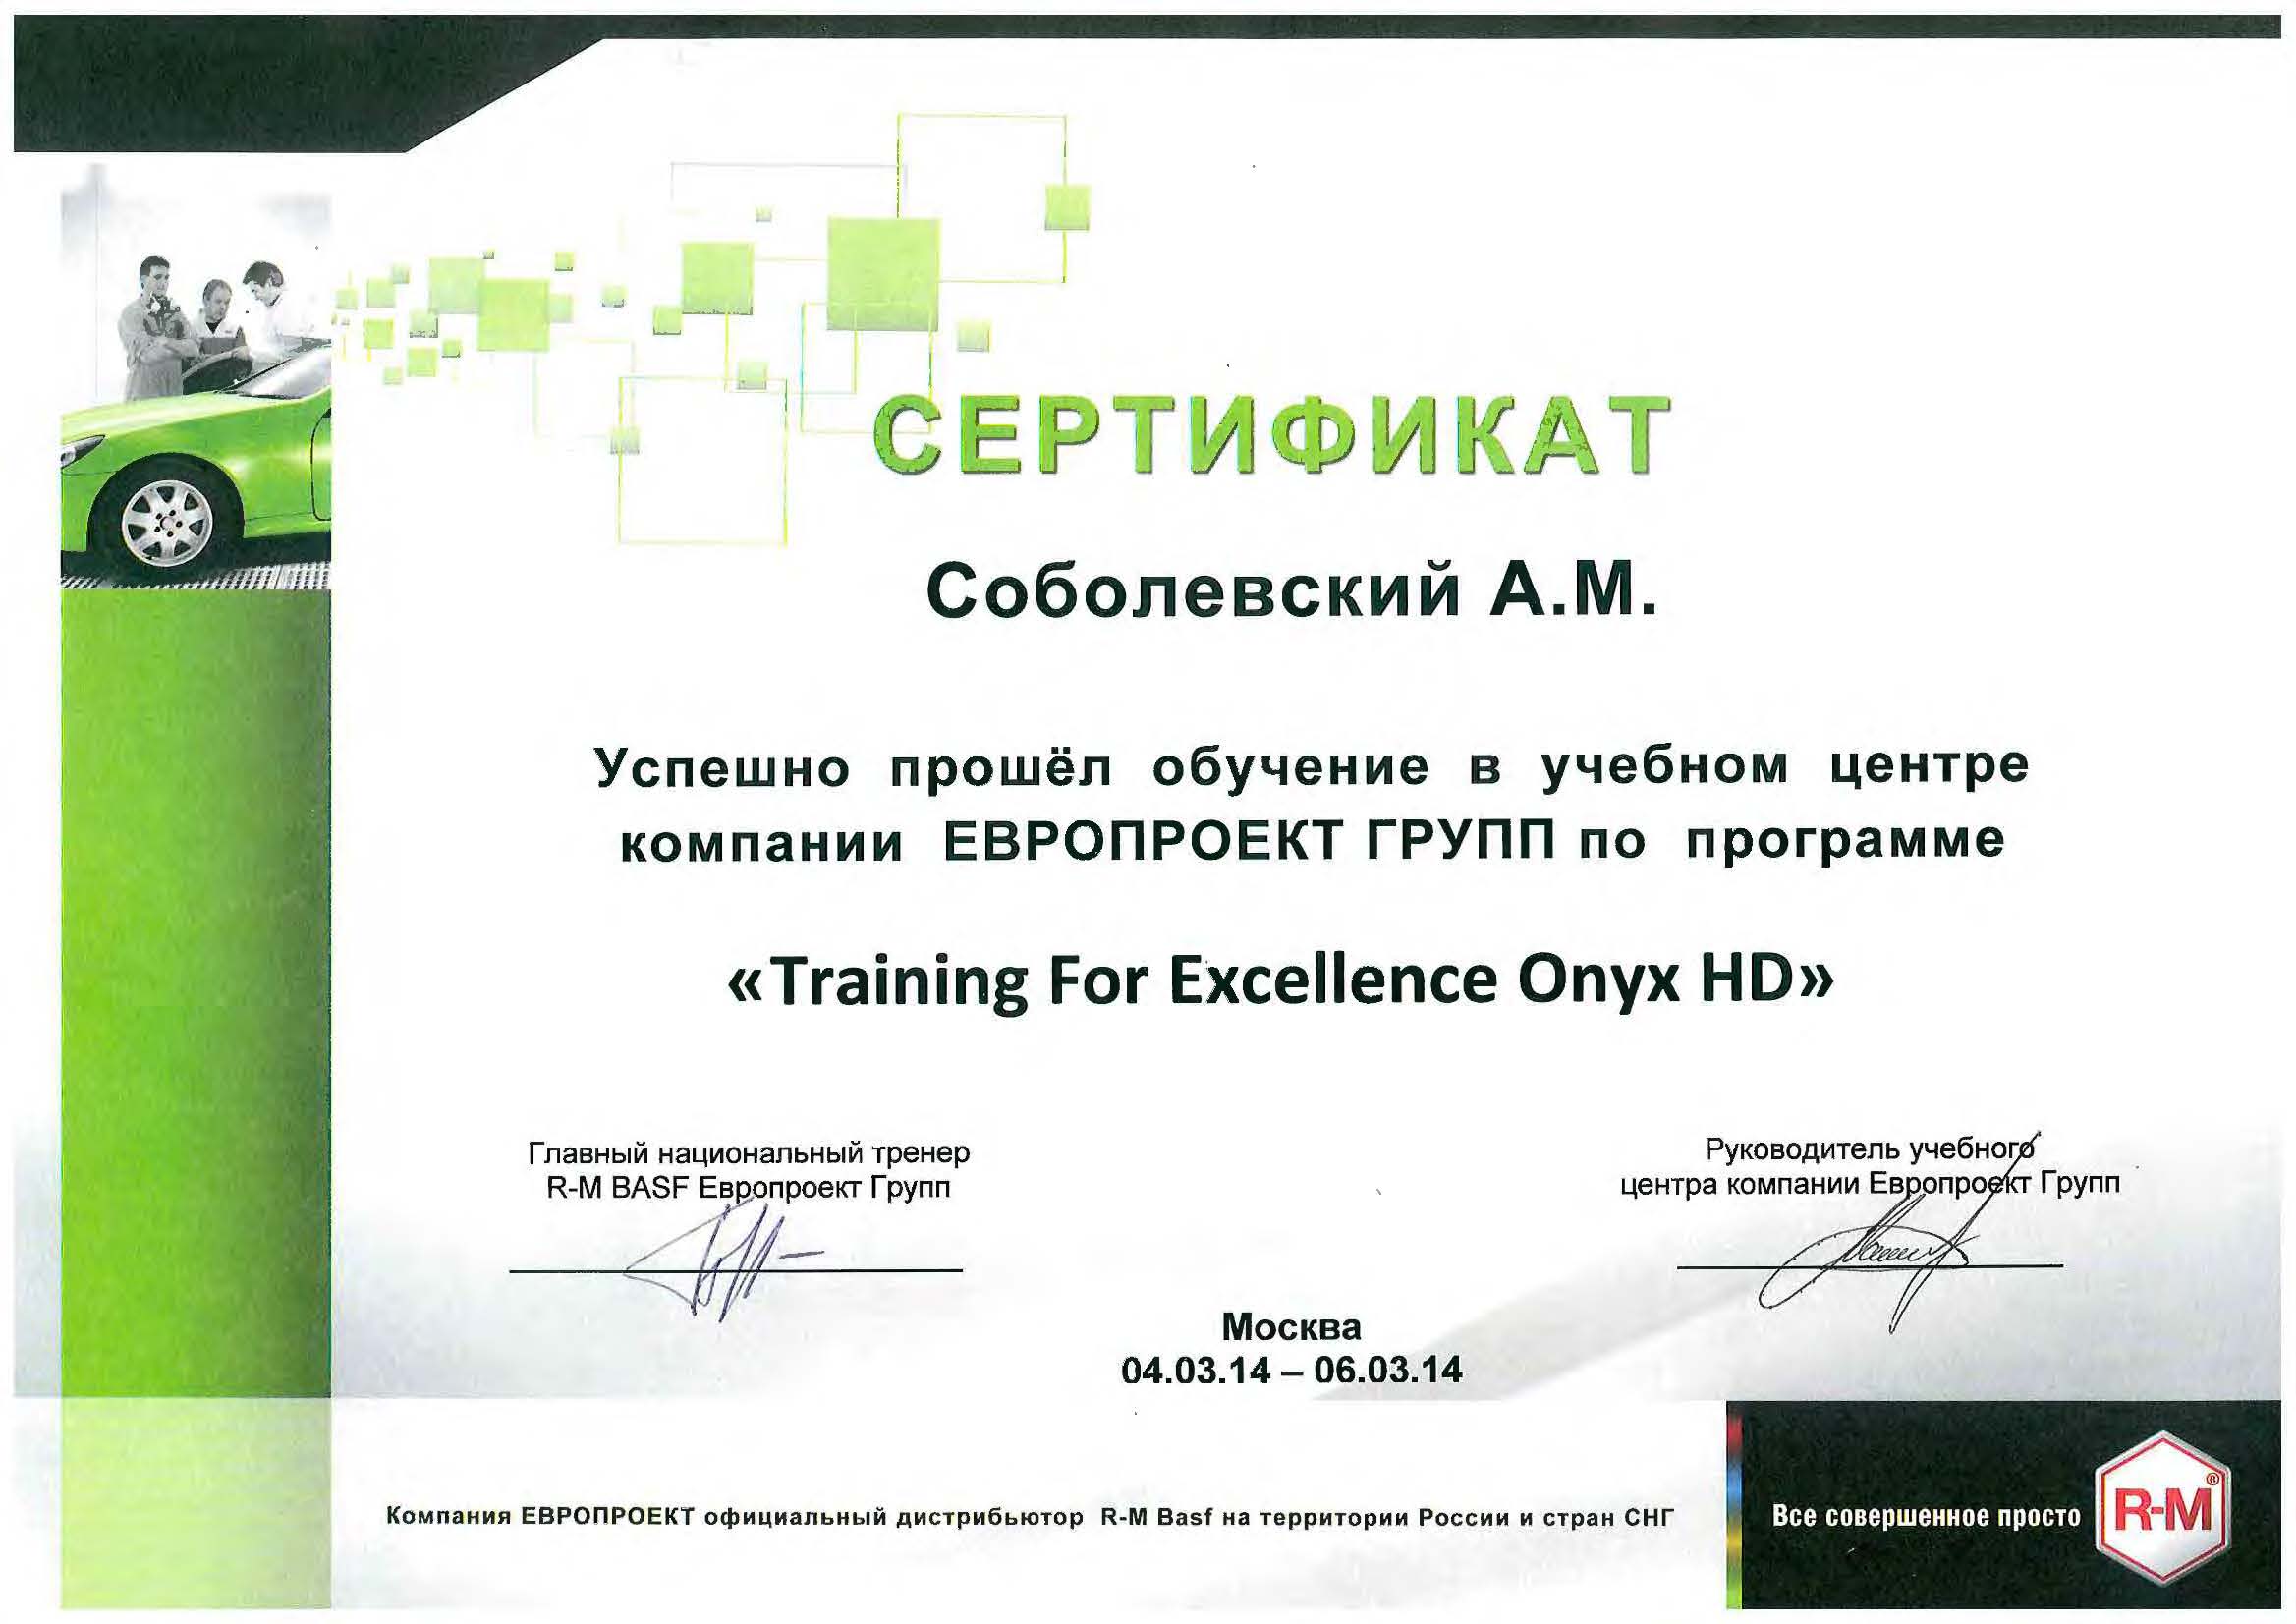 СЕРТИФИКАТ
Соболевский А.М.
Успешно прошёл обучение в учебном центре
компании ЕВРОПРОЕКТ ГРУПП по программе
«Training For Excellence Onyx HD»
Главный национальный тренер
R-M BASF Европроект Групп
Руководитель учебного
центра компании Европроект Групп
Москва
04.03.14 – 06.03.14
Компания ЕВРОПРОЕКТ официальный дистрибьютор R-M Basf на территории России и стран СНГ
Все совершенное просто
R-M®